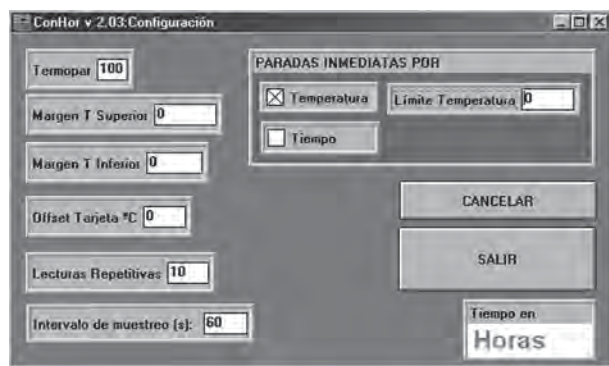 ConHor v 2.03:Configuración
Termopar 100
Margen T Superior 0
Margen T Inferior 0
Offset Tarjeta ºC 0
Lecturas Repetitivas 10
Intervalo de muestreo (s): 60
PARADAS INMEDIATAS POR
Temperatura
Límite Temperatura 0
Tiempo
CANCELAR
SALIR
Tiempo en
Horas